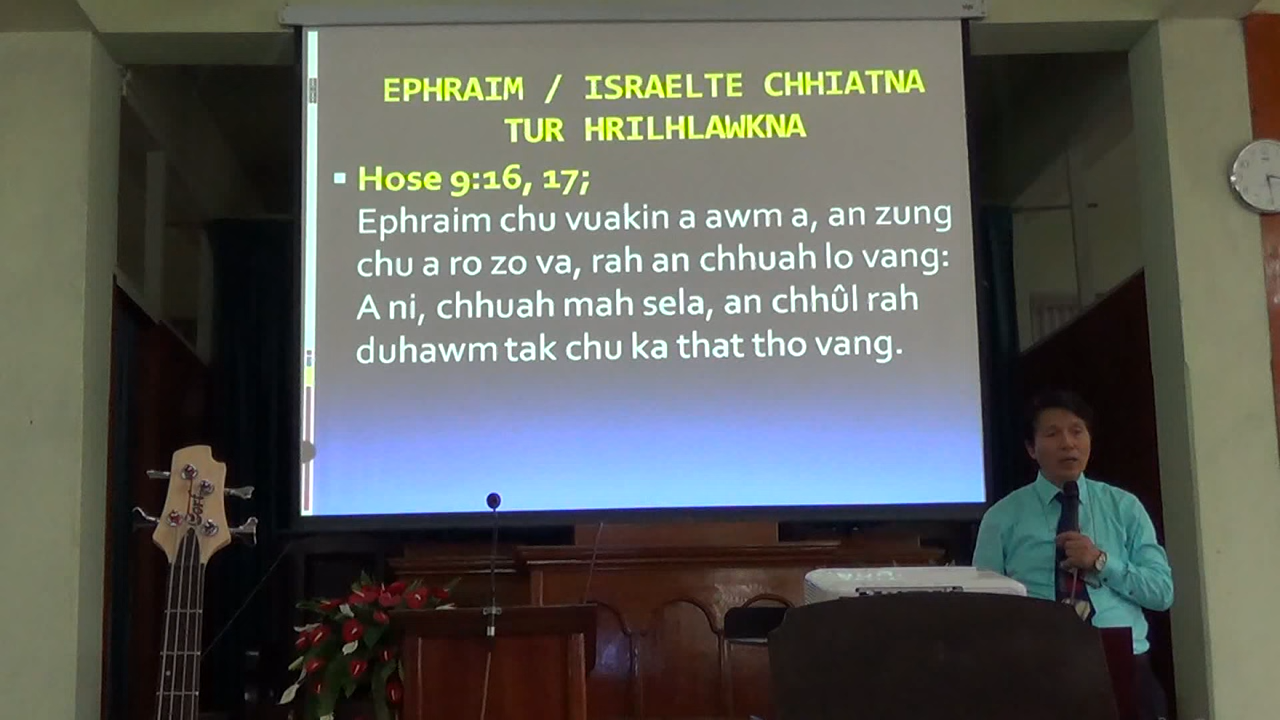 EPHRAIM / ISRAELTE CHHIATNA
TUR HRILHLAWKNA
Hose 9:16, 17;
Ephraim chu vuakin a awm a, an zung
chu a ro zo va, rah an chhuah lo vang:
A ni, chhuah mah sela, an chhûl rah
duhawm tak chu ka that tho vang.
Cort